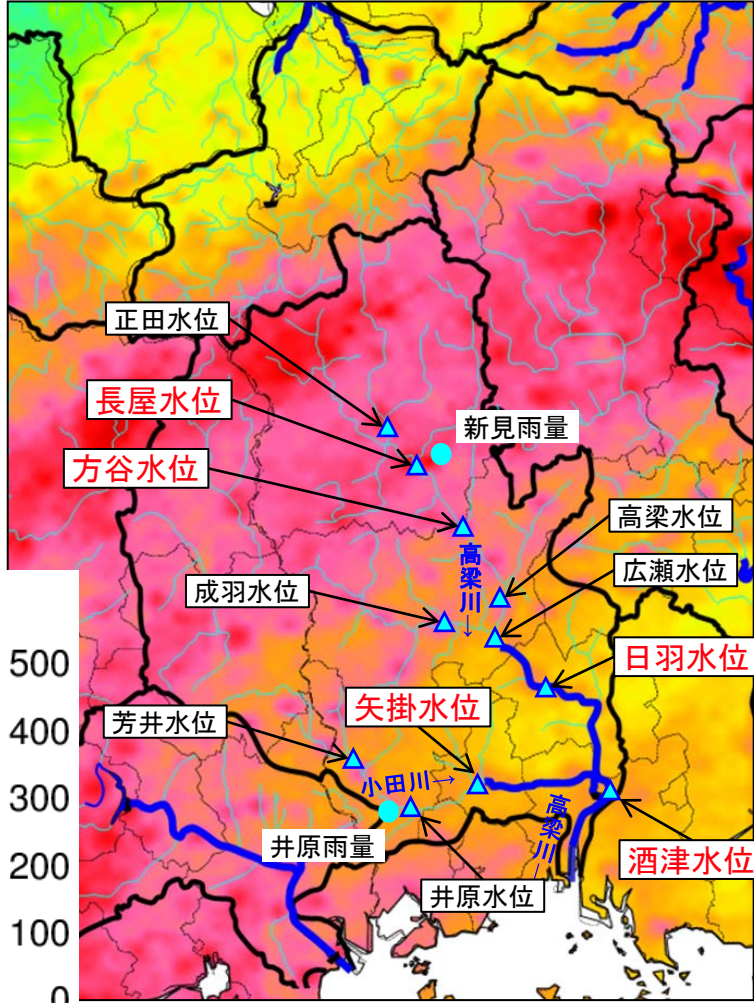 正田水位
長屋水位
新見雨量
方谷水位
高梁水位
高梁川→
広瀬水位
成羽水位
日羽水位
矢掛水位
芳井水位
小田川→
高梁川→
井原雨量
酒津水位
井原水位
500
400
300
200
100
0